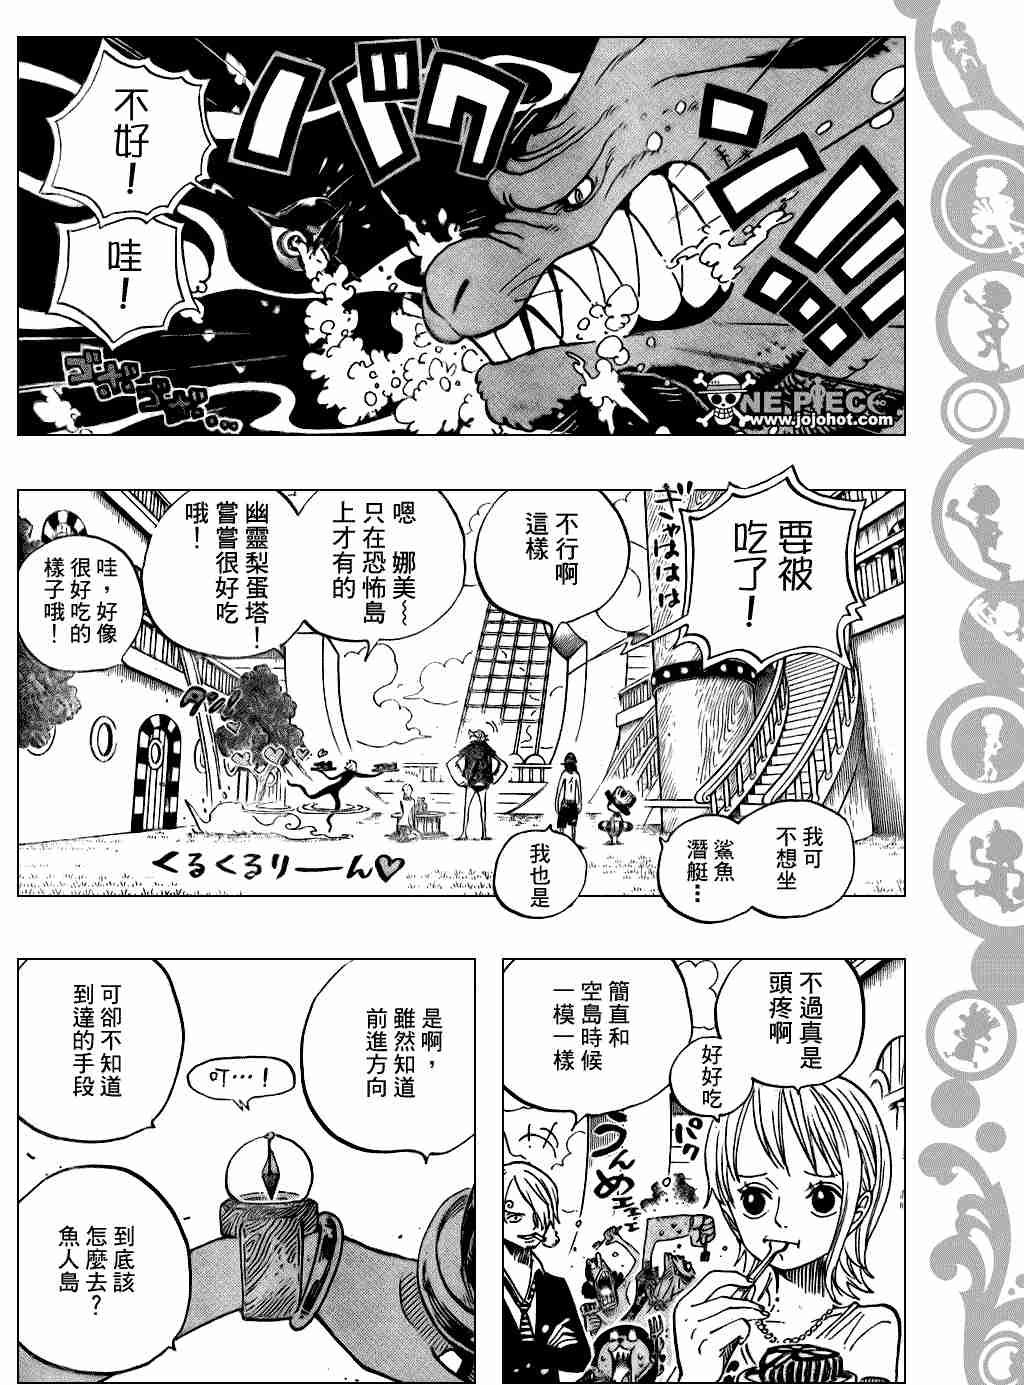 バクン!!!
不好！
哇！
ONE PIECE
www.jojohot.com
要被
吃了！
ギャははは
不行啊
這樣
嗯 娜美～
只在恐怖島
上才有的
幽靈梨蛋塔！
嘗嘗很好吃
哦！
哇，好像
很好吃的
樣子哦！
くるくるりーん♡
我可
不想坐
鯊魚
潛艇…
我也是
不過真是
頭疼啊
好好吃
簡直和
空島時候
一模一樣
パク
うんめェェェ
是啊，
雖然知道
前進方向
叮…！
可卻不知道
到達的手段
到底該
怎麼去？
魚人島